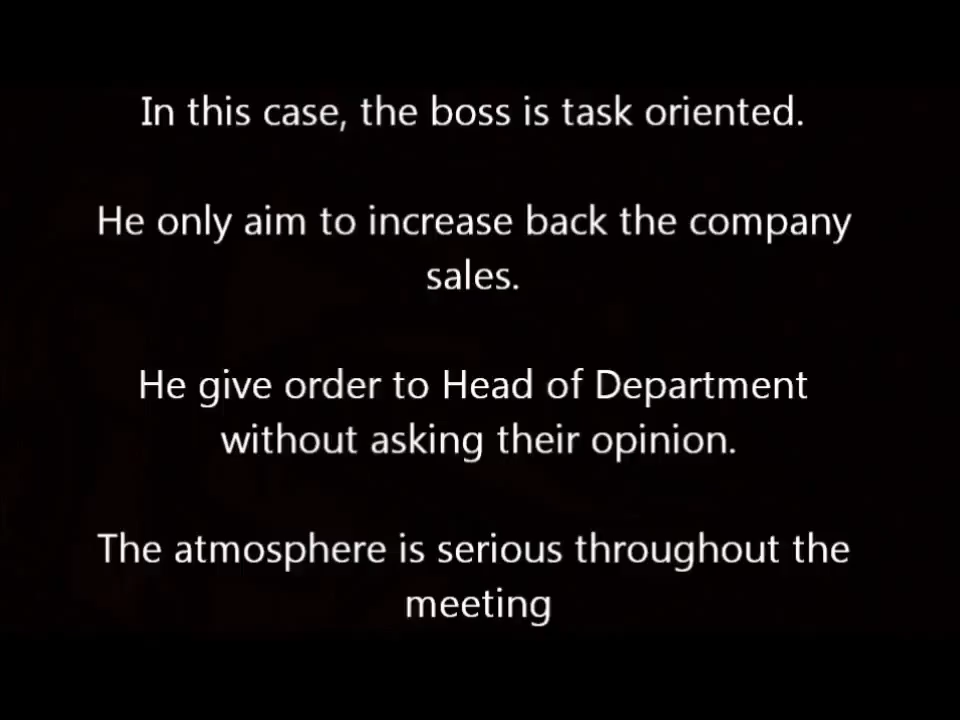 In this case, the boss is task oriented.
He only aim to increase back the company
sales.
He give order to Head of Department
without asking their opinion.
The atmosphere is serious throughout the
meeting